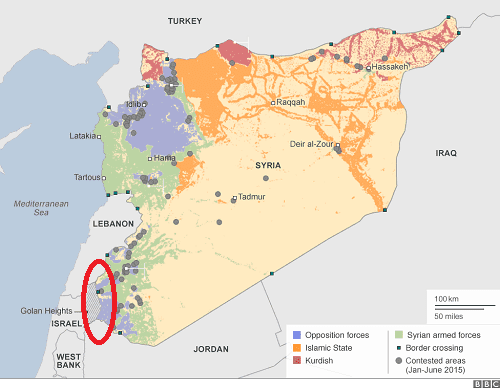 TURKEY
Hassakeh
Idlib
Raqqah
Latakia
Deir al-Zour
IRAQ
Hama
SYRIA
Tartous
Tadmur
Mediterranean
Sea
LEBANON
Golan Heights
ISRAEL
WEST
BANK
JORDAN
100 km
50 miles
Opposition forces
Islamic State
Kurdish
Syrian armed forces
Border crossing
Contested areas
(Jan-June 2015)
BBC